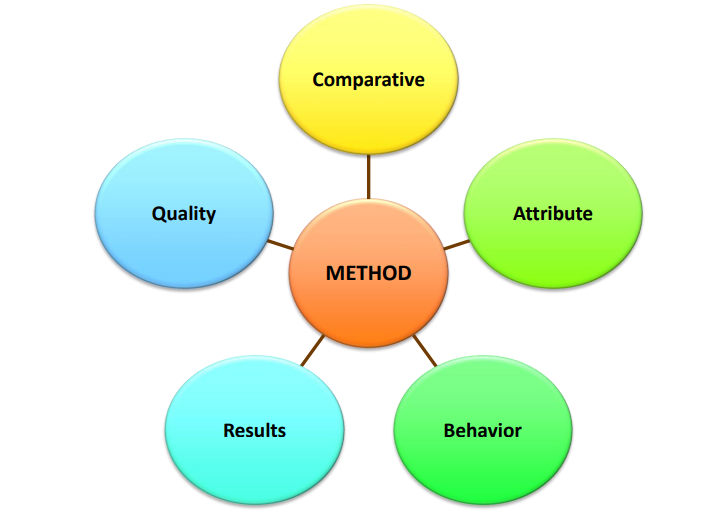 Comparative
Quality
Attribute
METHOD
Results
Behavior